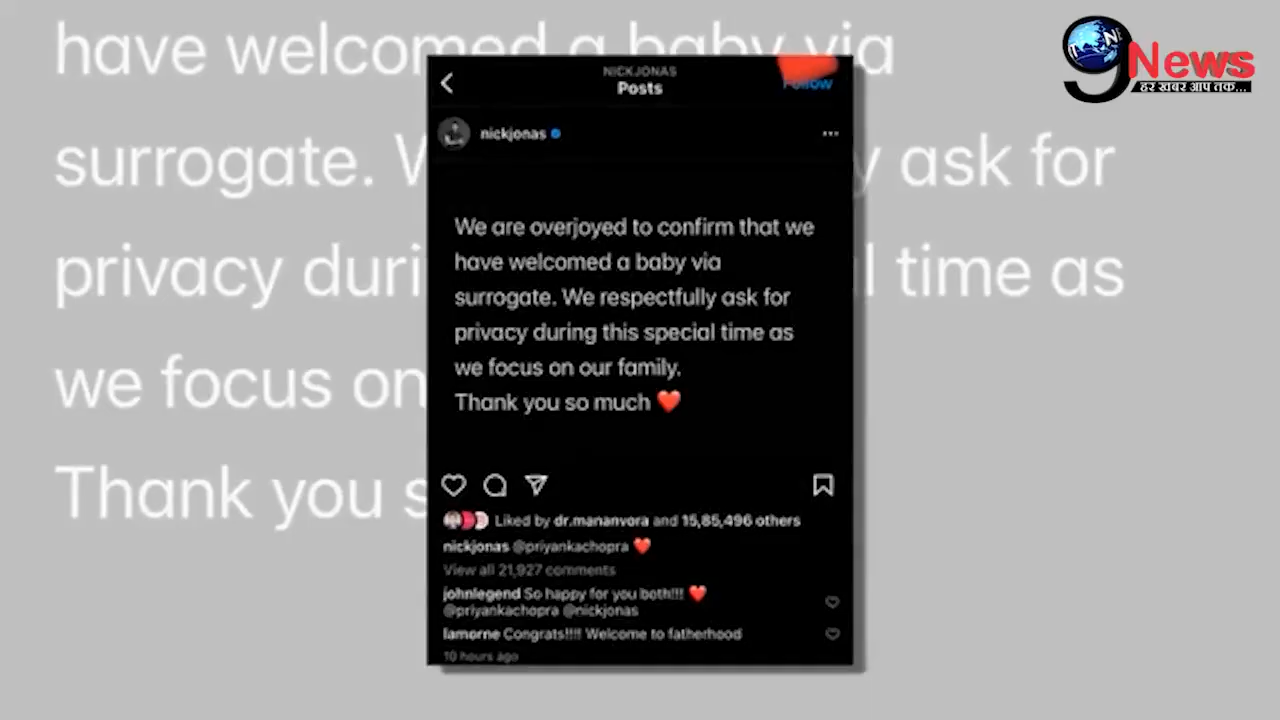 have welcomed a baby via
surrogate. W
y ask for
privacy duri
l time as
we focus on
Thank you s
9 News
हर खबर आप तक...
NICKJONAS
Posts
Follow
nickjonas
We are overjoyed to confirm that we
have welcomed a baby via
surrogate. We respectfully ask for
privacy during this special time as
we focus on our family.
Thank you so much ❤️
Liked by dr.mananvora and 15,85,496 others
nickjonas @priyankachopra ❤️
View all 21,927 comments
johnlegend So happy for you both!!! ❤️
@priyankachopra @nickjonas
lamorne Congrats!!!! Welcome to fatherhood
10 hours ago